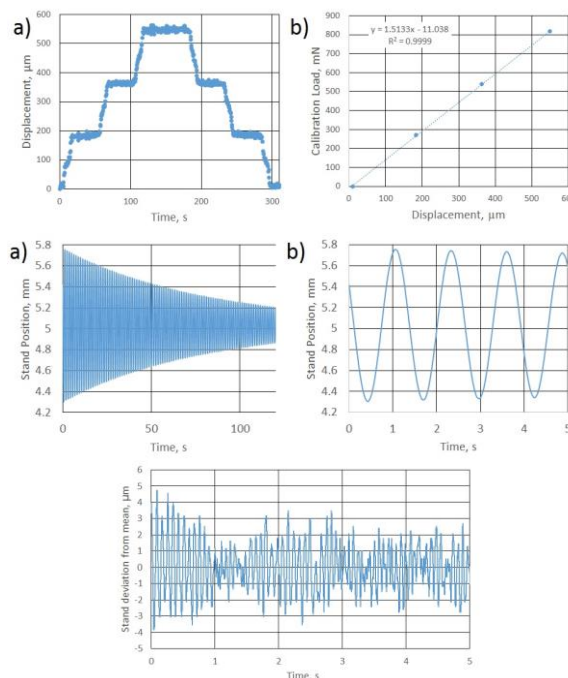 a)
600
500
400
300
200
100
0
Displacement, µm
0 100 200 300
Time, s
b)
y = 1.5133x - 11.038
R² = 0.9999
900
800
700
600
500
400
300
200
100
0
Calibration Load, mN
0 100 200 300 400 500 600
Displacement, µm
a)
5.8
5.6
5.4
5.2
5
4.8
4.6
4.4
4.2
Stand Position, mm
0 50 100
Time, s
b)
5.8
5.6
5.4
5.2
5
4.8
4.6
4.4
4.2
Stand Position, mm
0 1 2 3 4 5
Time, s
6
5
4
3
2
1
0
-1
-2
-3
-4
-5
Stand deviation from mean, µm
0 1 2 3 4 5
Time, s